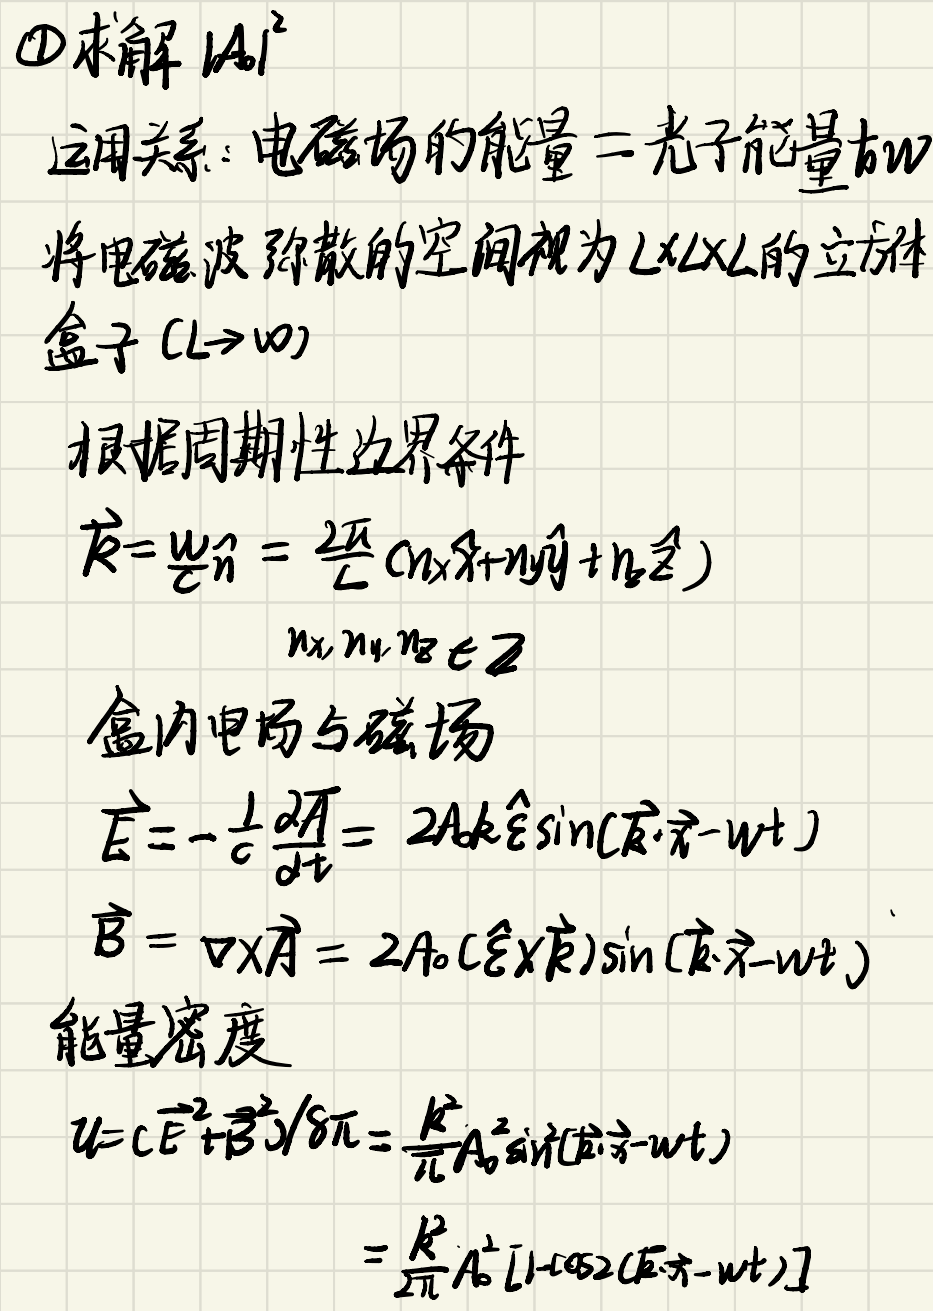 ①求解 |A₀|²
运用关系：电磁场的能量 = 光子能量ħω
将电磁波弥散的空间视为 L×L×L的立方体
盒子 (L→∞)
根据周期性边界条件
k⃗ = ω/c n̂ = 2π/L (nₓx̂+n_yŷ+n_zẑ)
nₓ, n_y, n_z ∈ Z
盒内电场与磁场
E⃗ = -1/c ∂A⃗/∂t = 2A₀k ε̂ sin(k⃗·x⃗-ωt)
B⃗ = ∇×A⃗ = 2A₀(ε̂×k⃗)sin(k⃗·x⃗-ωt)
能量密度
u=(E⃗²+B⃗²)/8π = k²/π A₀² sin²(k⃗·x⃗-ωt)
= k²/2π A₀² [1-cos2(k⃗·x⃗-ωt)]